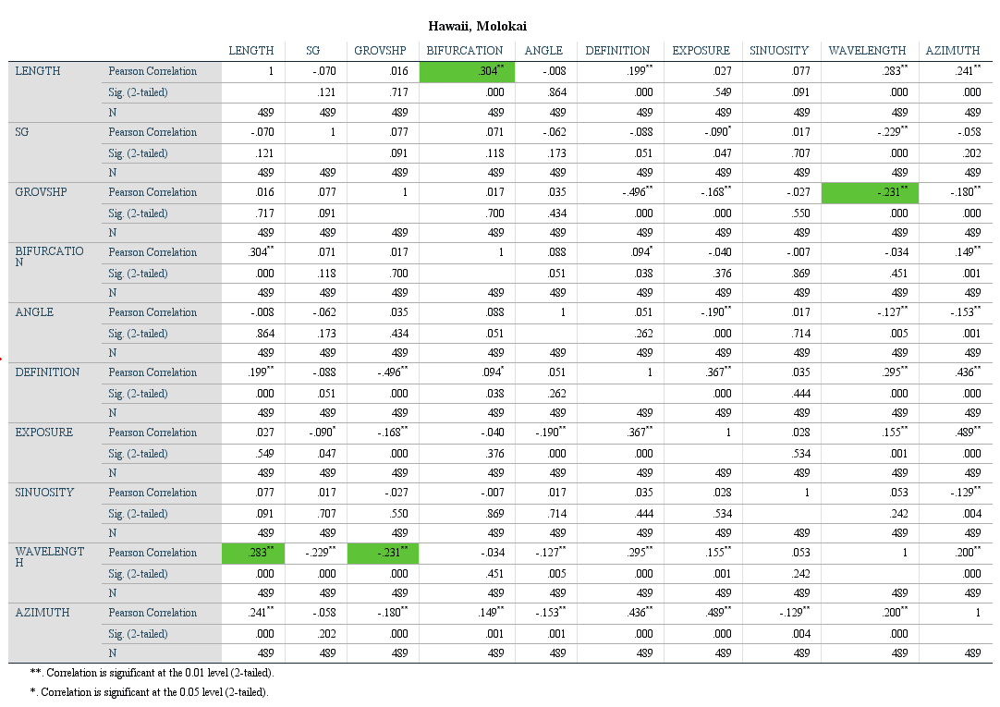 Hawaii, Molokai
LENGTH SG GROVSHP BIFURCATION ANGLE DEFINITION EXPOSURE SINUOSITY WAVELENGTH AZIMUTH
LENGTH Pearson Correlation 1 -.070 .016 .304** -.008 .199** .027 .077 .283** .241**
Sig. (2-tailed) .121 .717 .000 .864 .000 .549 .091 .000 .000
N 489 489 489 489 489 489 489 489 489 489
SG Pearson Correlation -.070 1 .077 .071 -.062 -.088 -.090* .017 -.229** -.058
Sig. (2-tailed) .121 .091 .118 .173 .051 .047 .707 .000 .202
N 489 489 489 489 489 489 489 489 489 489
GROVSHP Pearson Correlation .016 .077 1 .017 .035 -.496** -.168** -.027 -.231** -.180**
Sig. (2-tailed) .717 .091 .700 .434 .000 .000 .550 .000 .000
N 489 489 489 489 489 489 489 489 489 489
BIFURCATIO Pearson Correlation .304** .071 .017 1 .088 .094* -.040 -.007 -.034 .149**
N Sig. (2-tailed) .000 .118 .700 .051 .038 .376 .869 .451 .001
N 489 489 489 489 489 489 489 489 489 489
ANGLE Pearson Correlation -.008 -.062 .035 .088 1 .051 -.190** .017 -.127** -.153**
Sig. (2-tailed) .864 .173 .434 .051 .262 .000 .714 .005 .001
N 489 489 489 489 489 489 489 489 489 489
DEFINITION Pearson Correlation .199** -.088 -.496** .094* .051 1 .367** .035 .295** .436**
Sig. (2-tailed) .000 .051 .000 .038 .262 .000 .444 .000 .000
N 489 489 489 489 489 489 489 489 489 489
EXPOSURE Pearson Correlation .027 -.090* -.168** -.040 -.190** .367** 1 .028 .155** .489**
Sig. (2-tailed) .549 .047 .000 .376 .000 .000 .534 .001 .000
N 489 489 489 489 489 489 489 489 489 489
SINUOSITY Pearson Correlation .077 .017 -.027 -.007 .017 .035 .028 1 .053 -.129**
Sig. (2-tailed) .091 .707 .550 .869 .714 .444 .534 .242 .004
N 489 489 489 489 489 489 489 489 489 489
WAVELENGT Pearson Correlation .283** -.229** -.231** -.034 -.127** .295** .155** .053 1 .200**
H Sig. (2-tailed) .000 .000 .000 .451 .005 .000 .001 .242 .000
N 489 489 489 489 489 489 489 489 489 489
AZIMUTH Pearson Correlation .241** -.058 -.180** .149** -.153** .436** .489** -.129** .200** 1
Sig. (2-tailed) .000 .202 .000 .001 .001 .000 .000 .004 .000
N 489 489 489 489 489 489 489 489 489 489
**. Correlation is significant at the 0.01 level (2-tailed).
*. Correlation is significant at the 0.05 level (2-tailed).